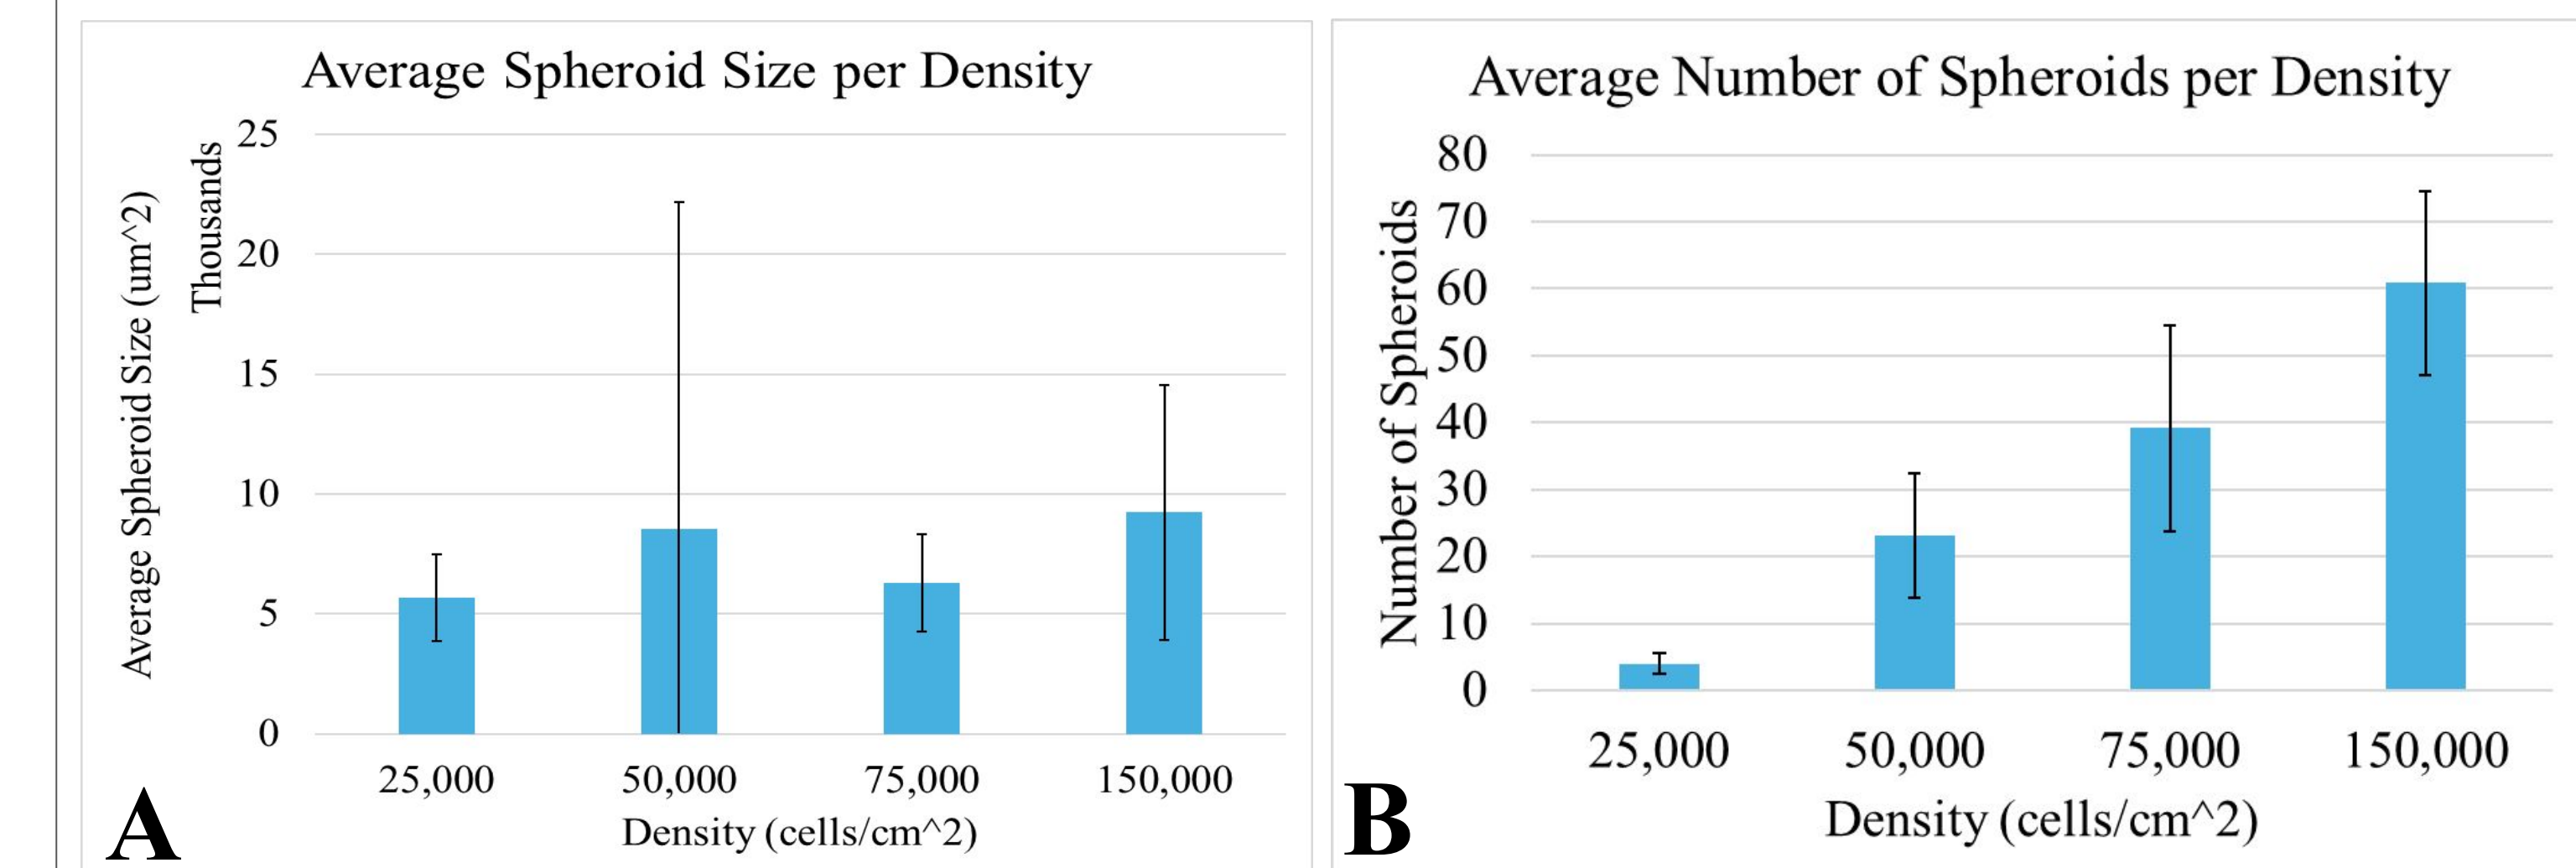 Average Spheroid Size per Density
Average Spheroid Size (um^2)
Thousands
25
20
15
10
5
0
25,000 50,000 75,000 150,000
Density (cells/cm^2)
A
Average Number of Spheroids per Density
Number of Spheroids
80
70
60
50
40
30
20
10
0
25,000 50,000 75,000 150,000
Density (cells/cm^2)
B